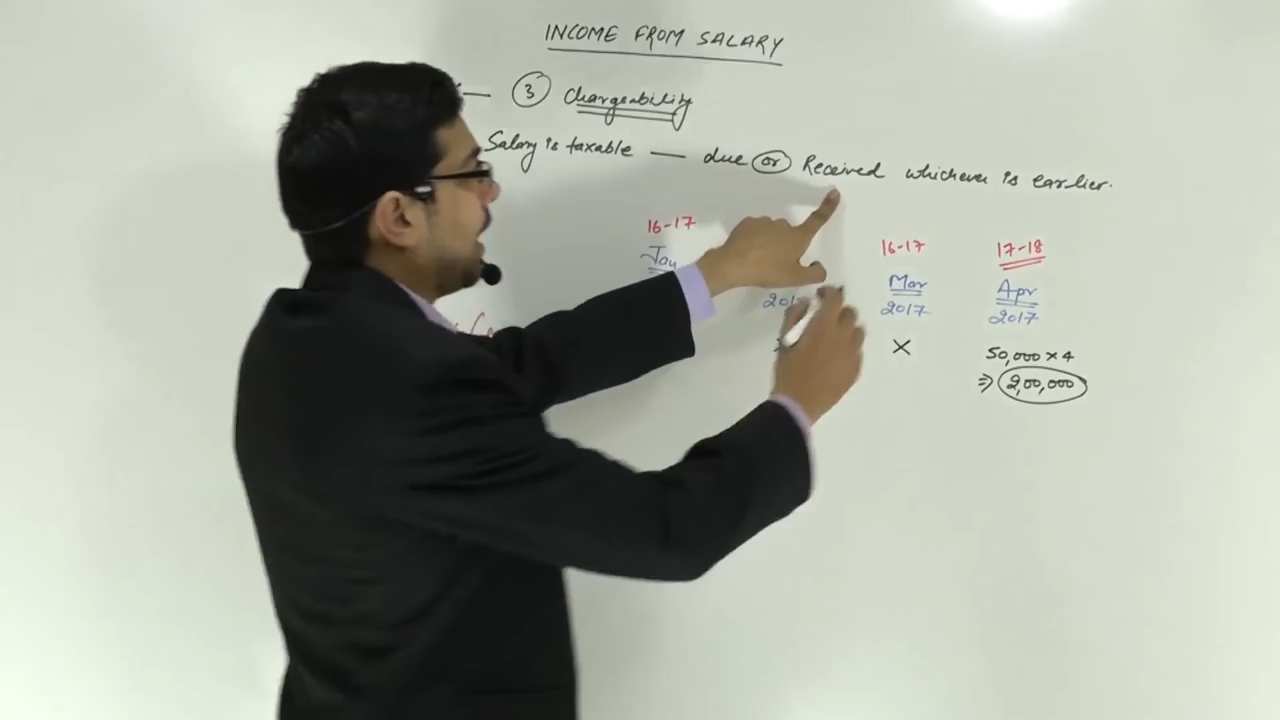 INCOME FROM SALARY
— ③ Chargeability
Salary is taxable — due or Received whichever is earlier.
16-17 16-17 17-18
Jan Mar Apr
2017 2017
X 50,000 × 4
⇒ 2,00,000